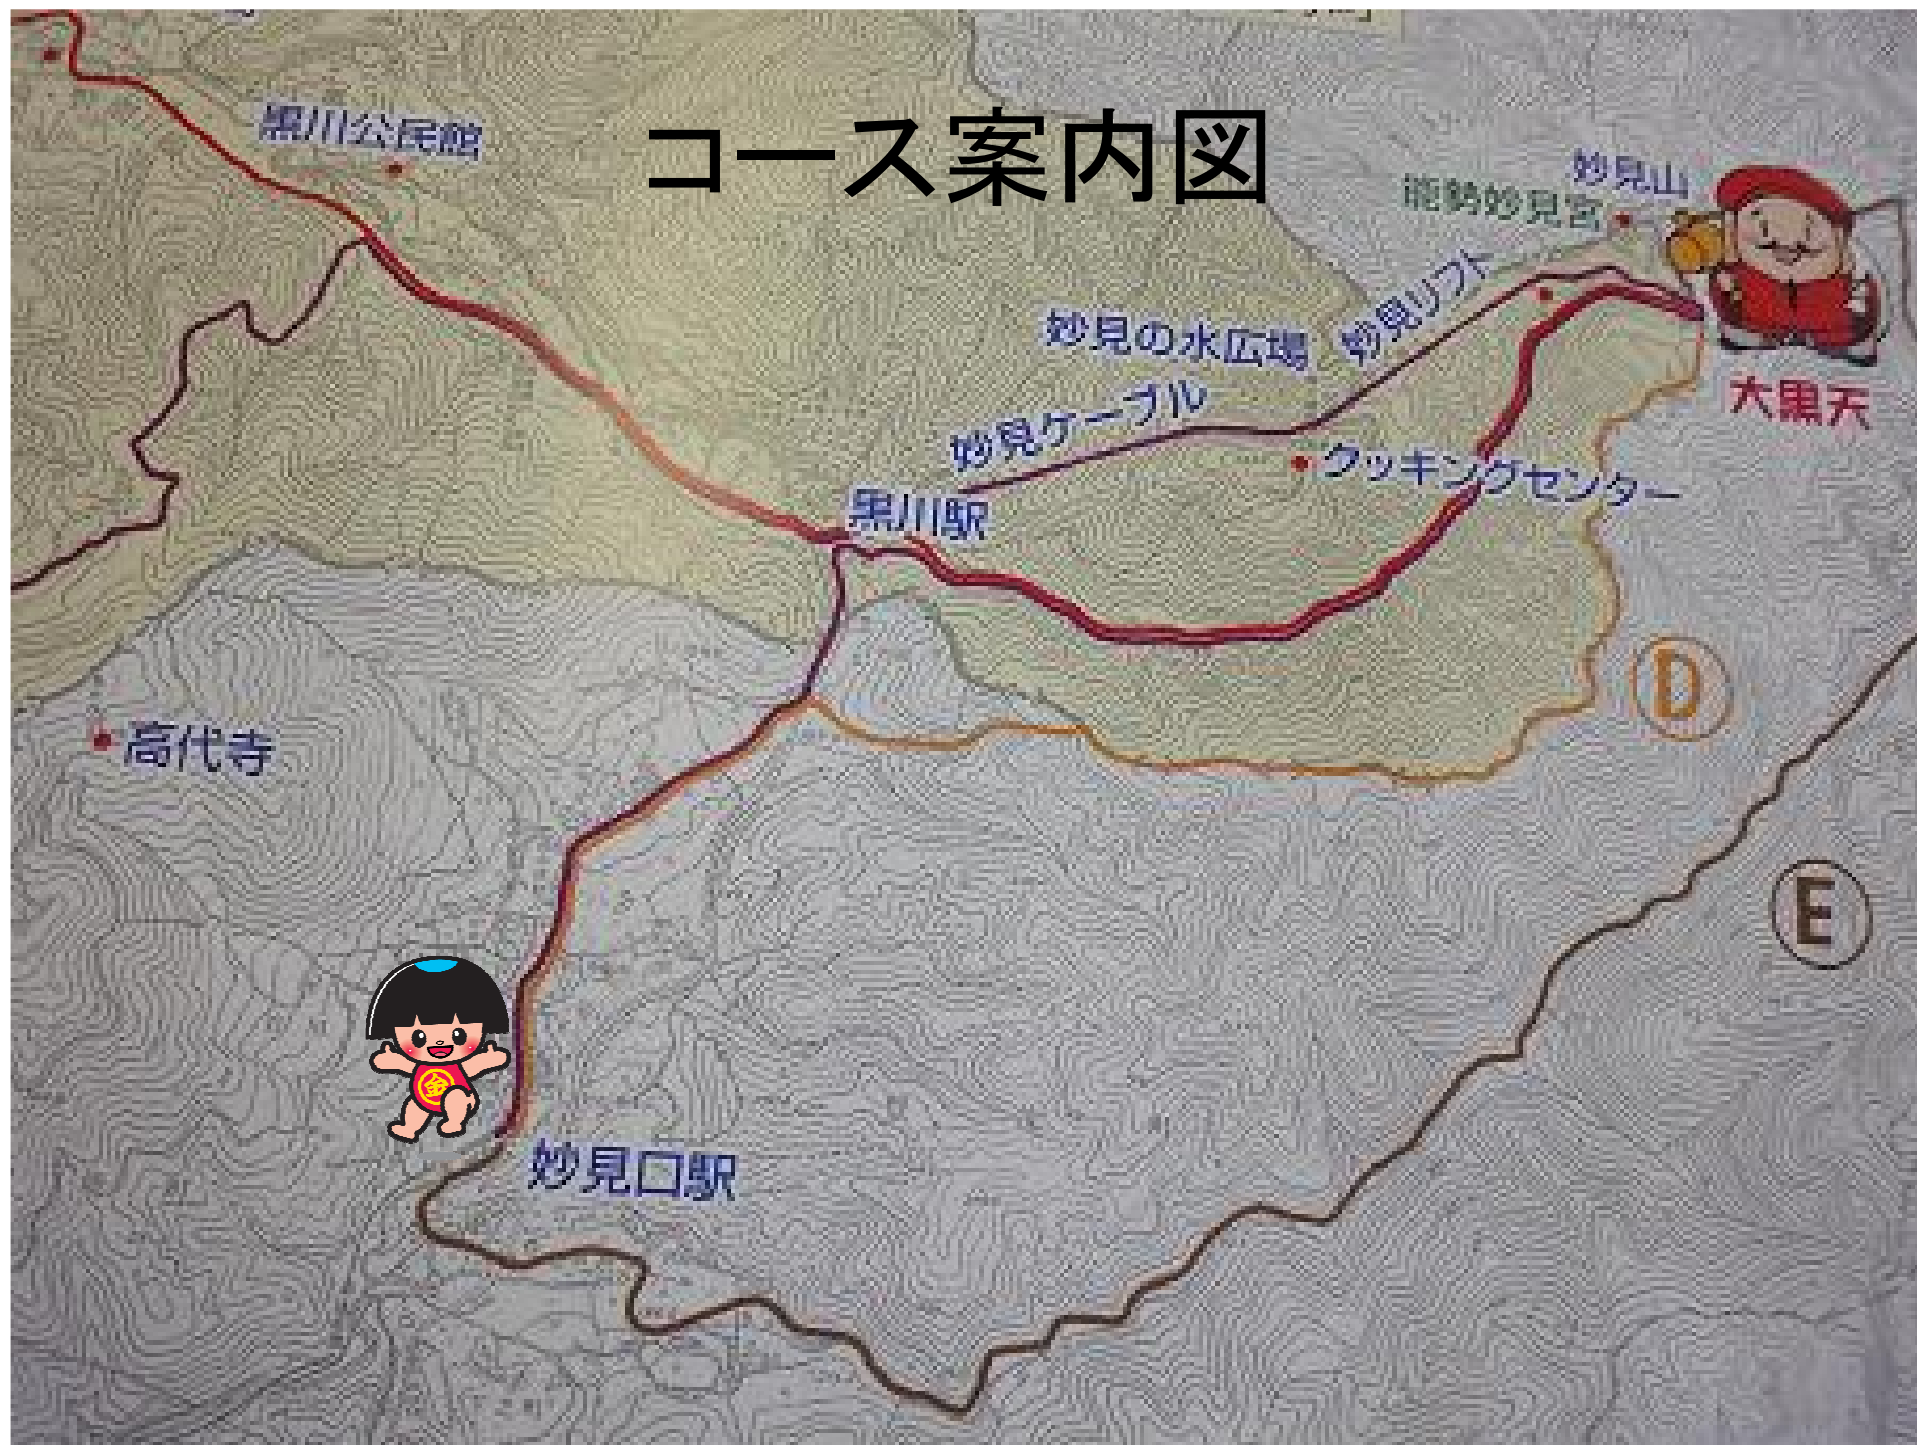 コース案内図
黒川公民館
妙見山
能勢妙見宮
妙見リフト
妙見の水広場
大黒天
妙見ケーブル
クッキングセンター
黒川駅
D
高代寺
E
金
妙見口駅